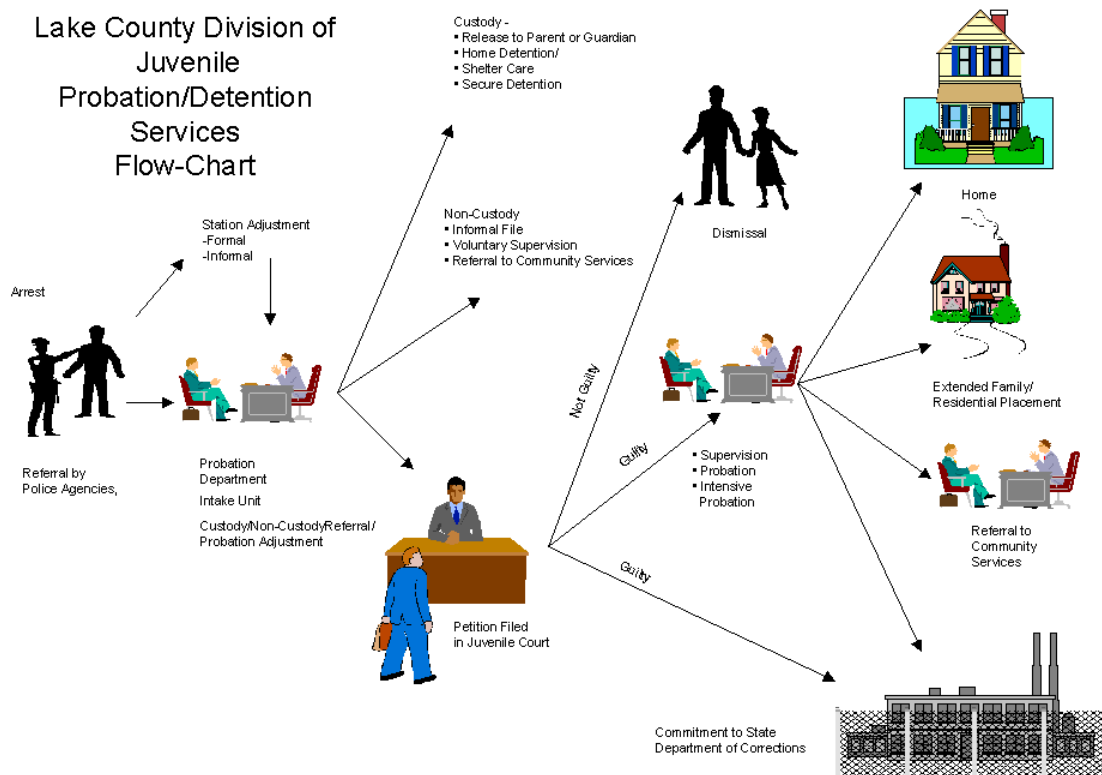 Lake County Division of
Juvenile
Probation/Detention
Services
Flow-Chart
Custody -
▪ Release to Parent or Guardian
▪ Home Detention/
▪ Shelter Care
▪ Secure Detention
Non-Custody
▪ Informal File
▪ Voluntary Supervision
▪ Referral to Community Services
Station Adjustment
-Formal
-Informal
Arrest
Referral by
Police Agencies,
Probation
Department
Intake Unit
Custody/Non-CustodyReferral/
Probation Adjustment
Petition Filed
in Juvenile Court
Not Guilty
Guilty
Guilty
Dismissal
▪ Supervision
▪ Probation
▪ Intensive
Probation
Home
Extended Family/
Residential Placement
Referral to
Community
Services
Commitment to State
Department of Corrections